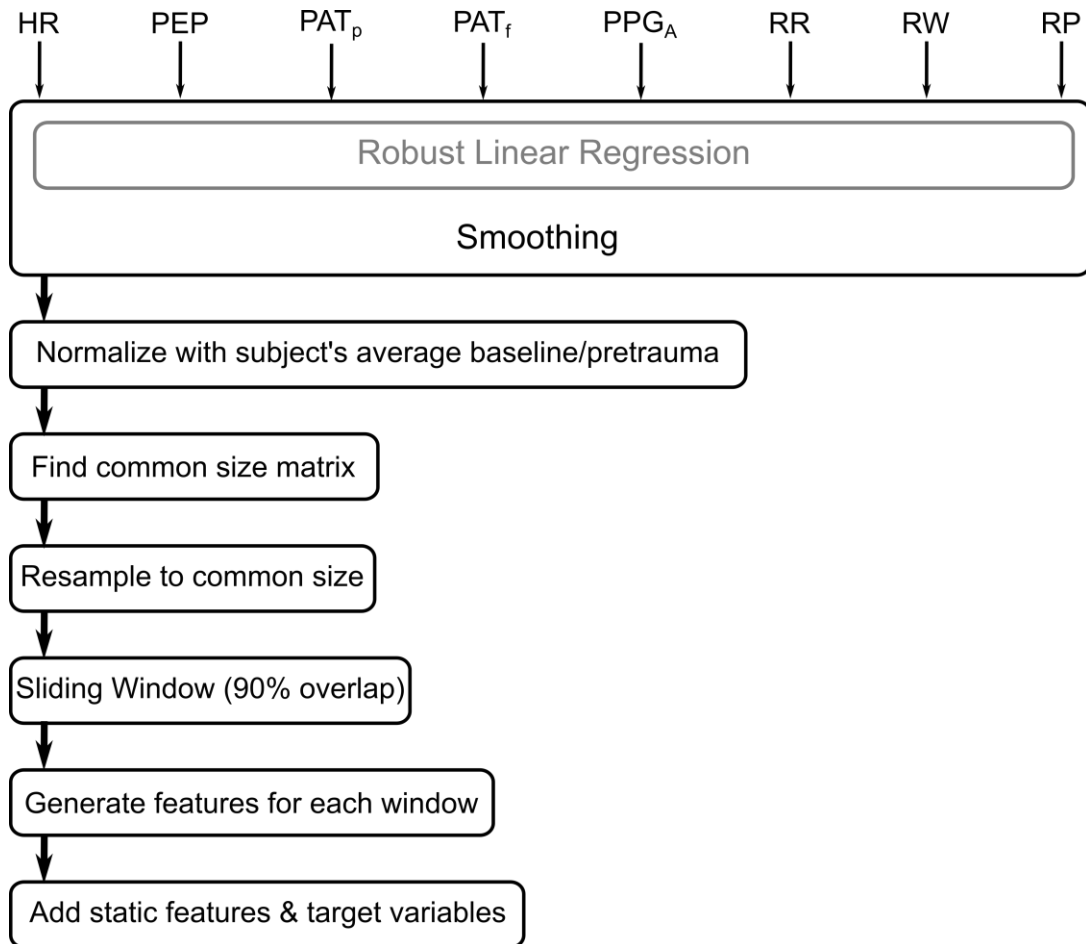 HR PEP PATp PATf PPGA RR RW RP
Robust Linear Regression
Smoothing
Normalize with subject's average baseline/pretrauma
Find common size matrix
Resample to common size
Sliding Window (90% overlap)
Generate features for each window
Add static features & target variables